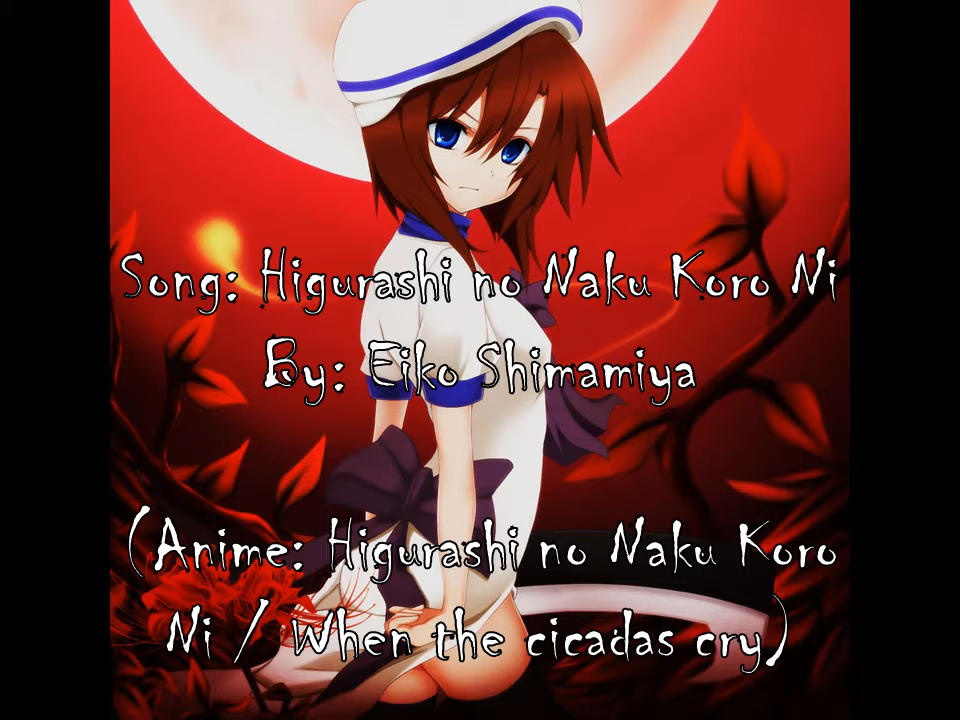 Song: Higurashi no Naku Koro Ni
By: Eiko Shimamiya
(Anime: Higurashi no Naku Koro
Ni / When the cicadas cry)